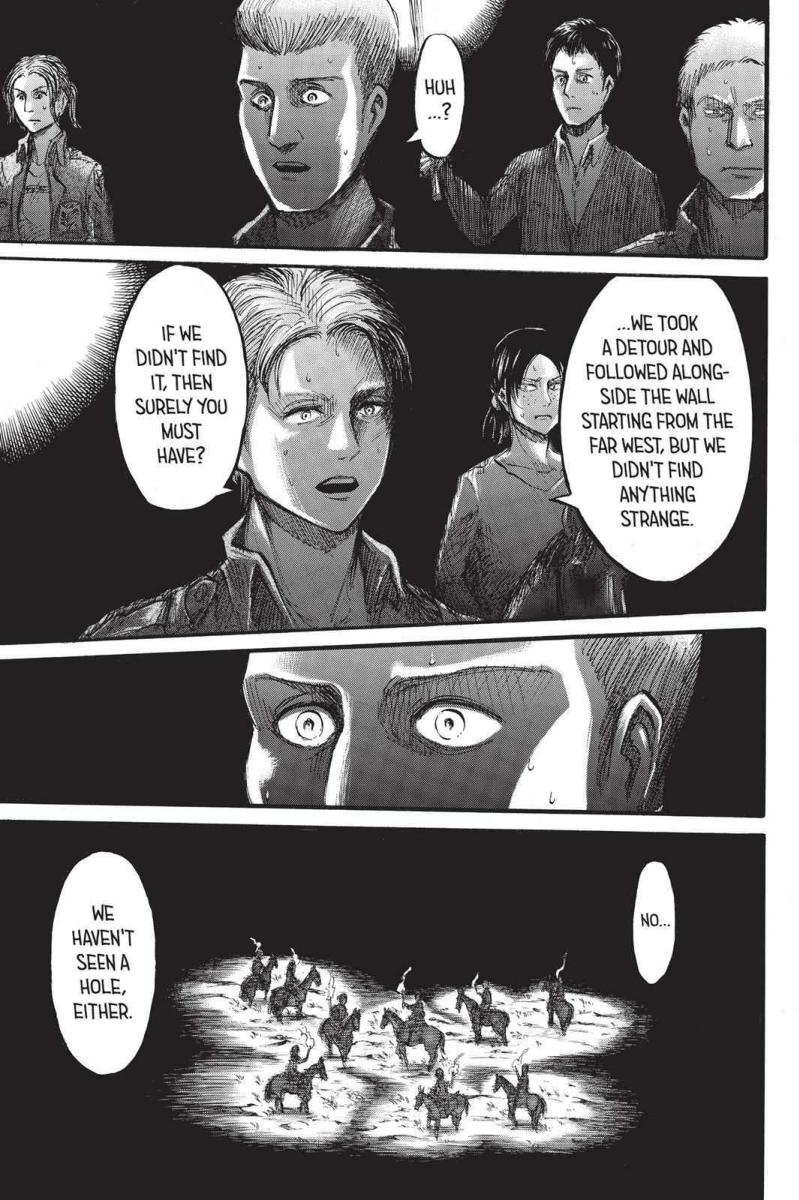 HUH
...?
...WE TOOK
A DETOUR AND
FOLLOWED ALONG-
SIDE THE WALL
STARTING FROM THE
FAR WEST, BUT WE
DIDN'T FIND
ANYTHING
STRANGE.
IF WE
DIDN'T FIND
IT, THEN
SURELY YOU
MUST
HAVE?
NO...
WE
HAVEN'T
SEEN A
HOLE,
EITHER.